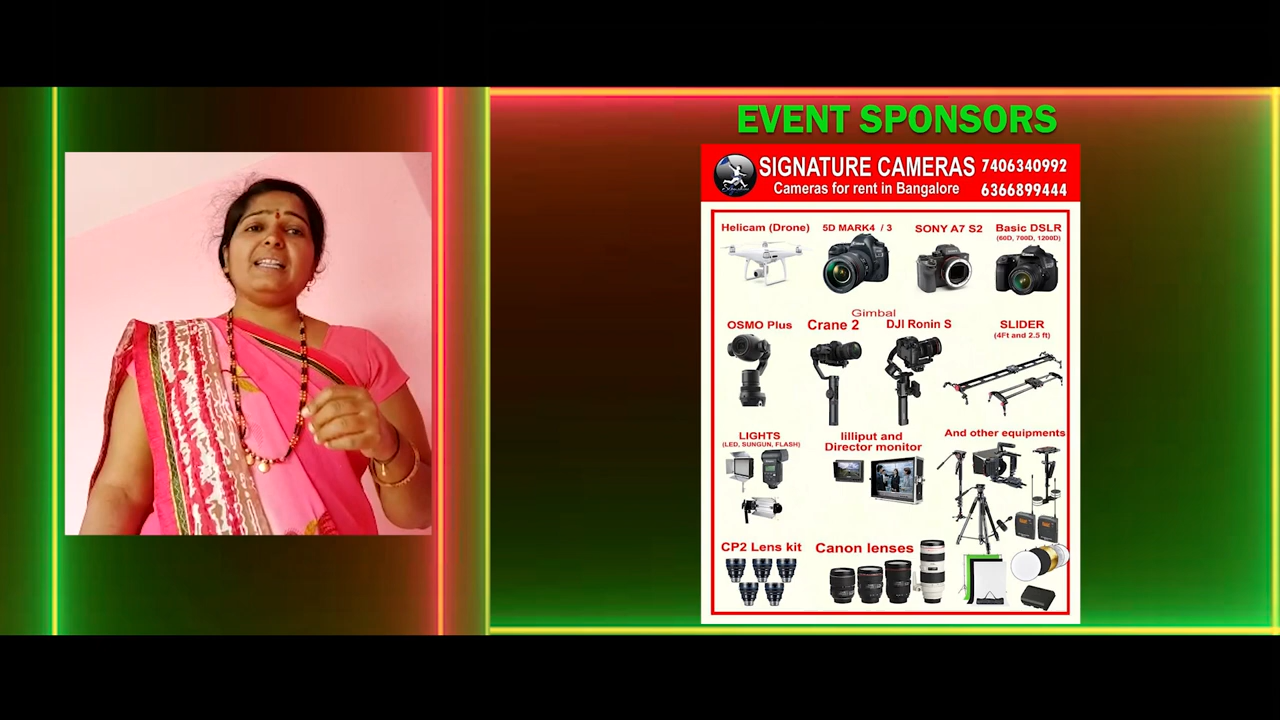 EVENT SPONSORS
SIGNATURE CAMERAS 7406340992
Cameras for rent in Bangalore 6366899444
Helicam (Drone) 5D MARK4 / 3 SONY A7 S2 Basic DSLR
(60D, 700D, 1200D)
Gimbal
OSMO Plus Crane 2 DJI Ronin S SLIDER
(4Ft and 2.5 ft)
LIGHTS
(LED, SUNGUN, FLASH)
lilliput and
Director monitor
And other equipments
CP2 Lens kit Canon lenses